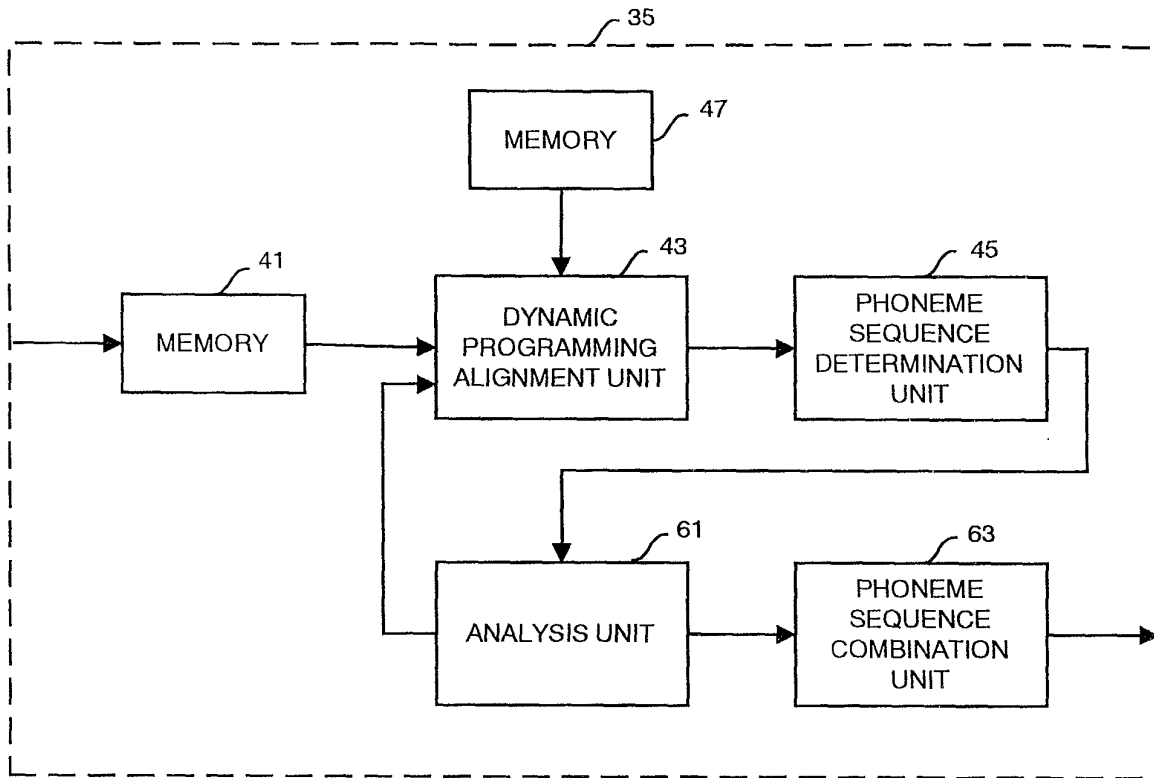 35
47
MEMORY
43
45
41
DYNAMIC
PROGRAMMING
ALIGNMENT UNIT
PHONEME
SEQUENCE
DETERMINATION
UNIT
MEMORY
61
63
ANALYSIS UNIT
PHONEME
SEQUENCE
COMBINATION
UNIT